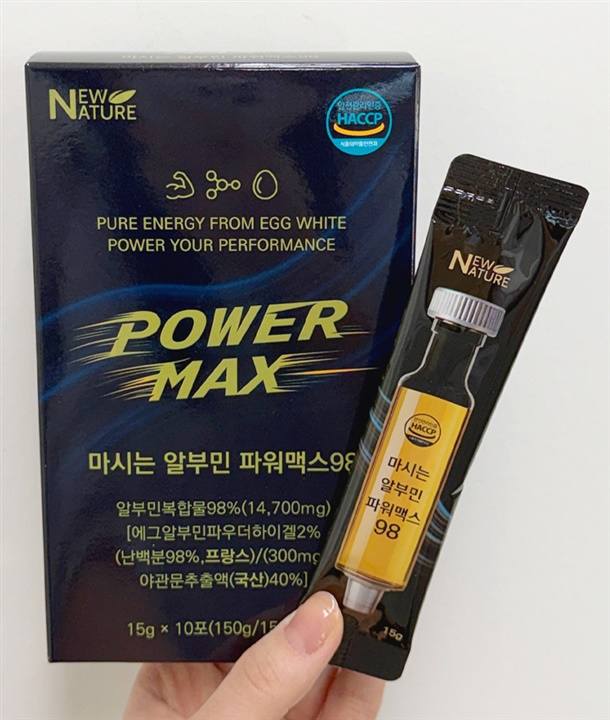 NEW
NATURE
안전관리인증
HACCP
식품의약품안전처
PURE ENERGY FROM EGG WHITE
POWER YOUR PERFORMANCE
POWER
MAX
마시는 알부민 파워맥스98
알부민복합물98%(14,700mg)
[에그알부민파우더하이겔2%
(난백분98%,프랑스)/(300mg
야관문추출액(국산)40%]
15g × 10포(150g/15
NEW
NATURE
HACCP
마시는
알부민
파워맥스
98
15g